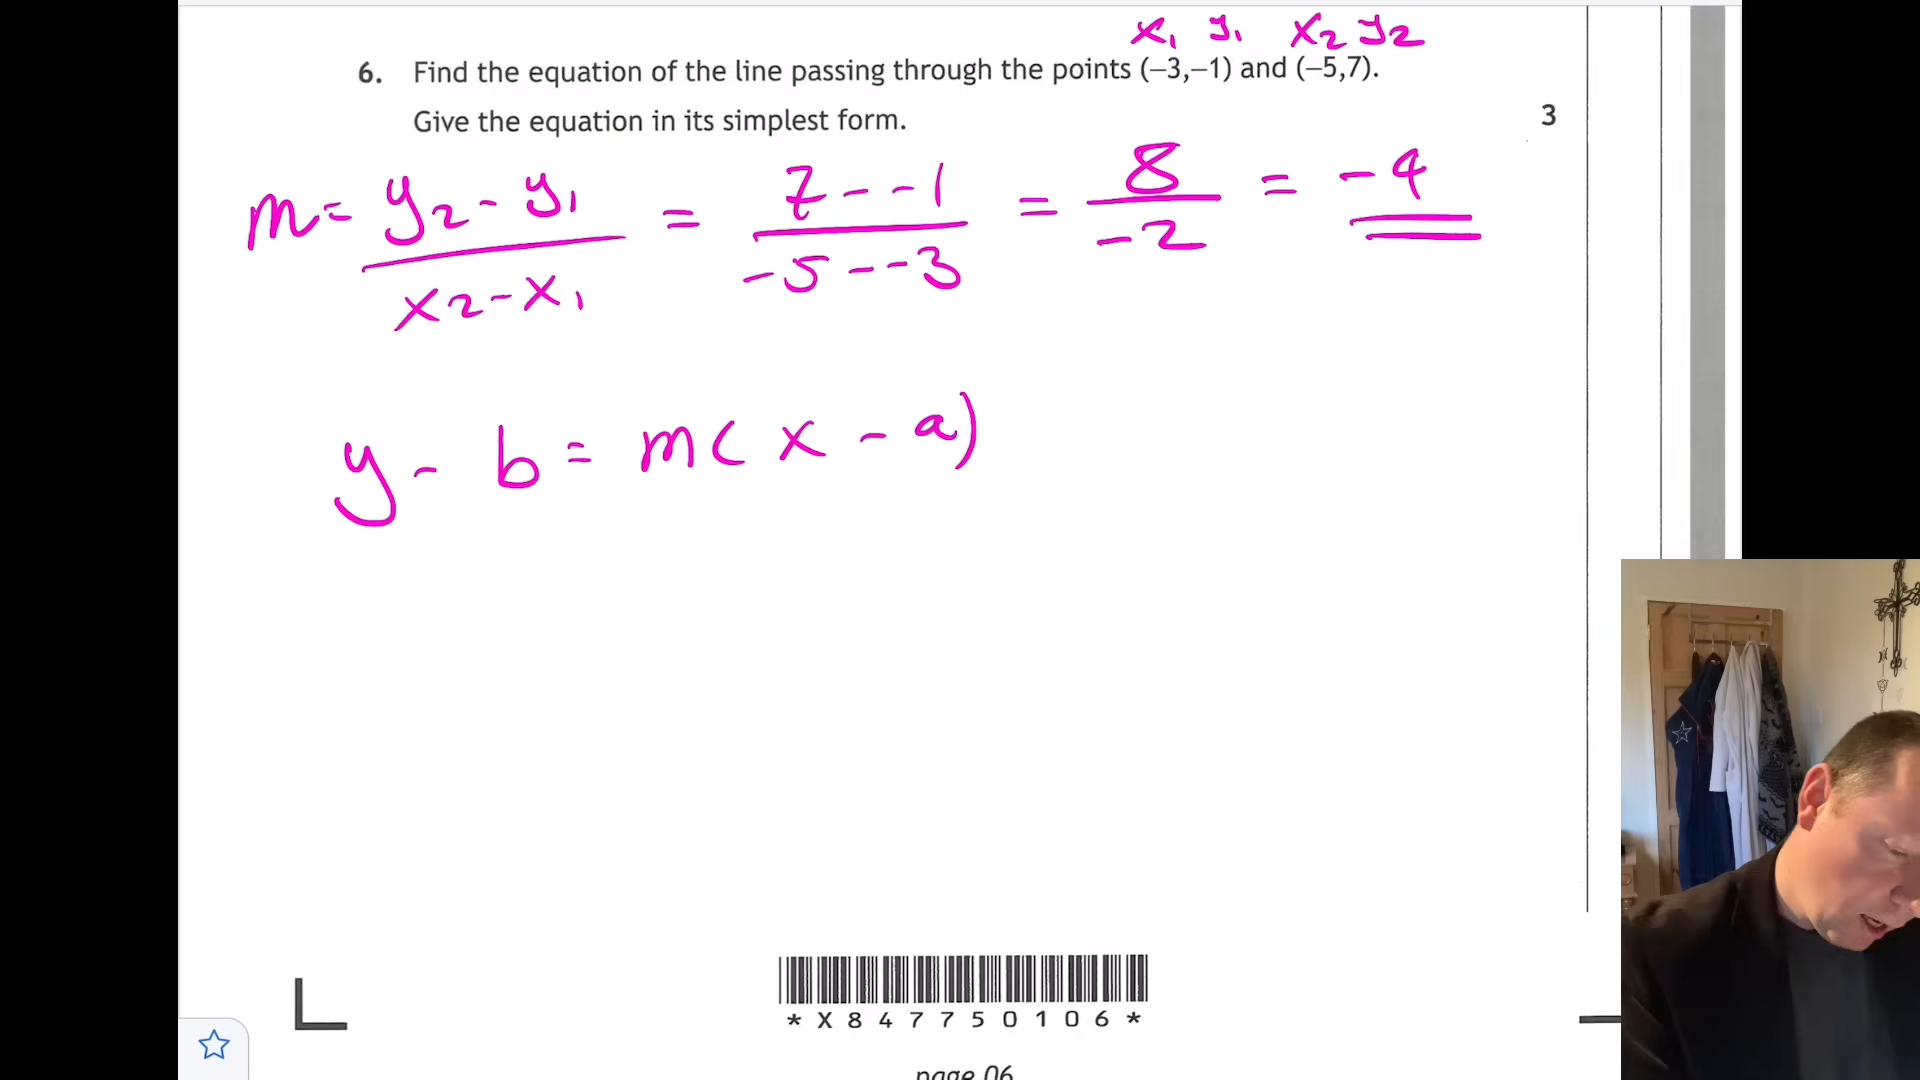 x₁ y₁ x₂ y₂
6. Find the equation of the line passing through the points (–3,–1) and (–5,7).
Give the equation in its simplest form.
3
m = y₂ - y₁ / x₂ - x₁ = 7 - - 1 / -5 - - 3 = 8 / -2 = -4
y - b = m( x - a)
* X 8 4 7 7 5 0 1 0 6 *
page 06